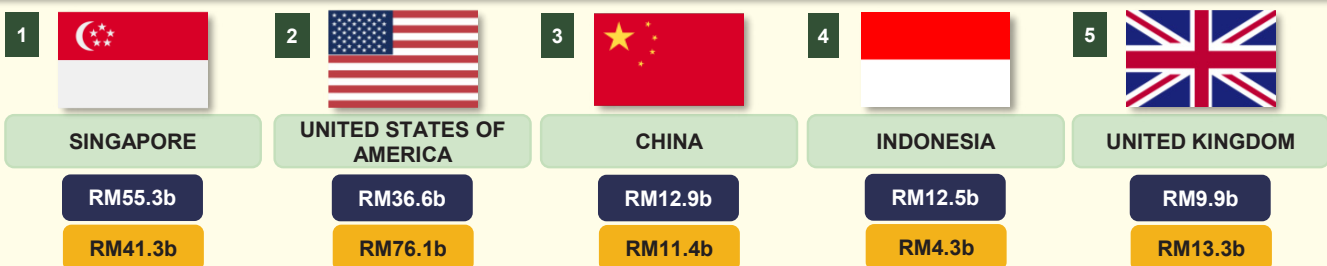 1
2
3
4
5
SINGAPORE
UNITED STATES OF
AMERICA
CHINA
INDONESIA
UNITED KINGDOM
RM55.3b
RM36.6b
RM12.9b
RM12.5b
RM9.9b
RM41.3b
RM76.1b
RM11.4b
RM4.3b
RM13.3b